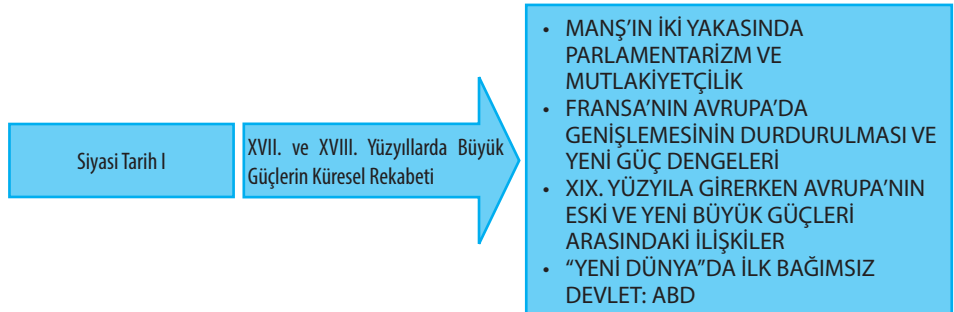 Siyasi Tarih I
XVII. ve XVIII. Yüzyıllarda Büyük
Güçlerin Küresel Rekabeti
• MANŞ’IN İKİ YAKASINDA
PARLAMENTARİZM VE
MUTLAKİYETÇİLİK
• FRANSA’NIN AVRUPA’DA
GENİŞLEMESİNİN DURDURULMASI VE
YENİ GÜÇ DENGELERİ
• XIX. YÜZYILA GİRERKEN AVRUPA’NIN
ESKİ VE YENİ BÜYÜK GÜÇLERİ
ARASINDAKİ İLİŞKİLER
• “YENİ DÜNYA”DA İLK BAĞIMSIZ
DEVLET: ABD